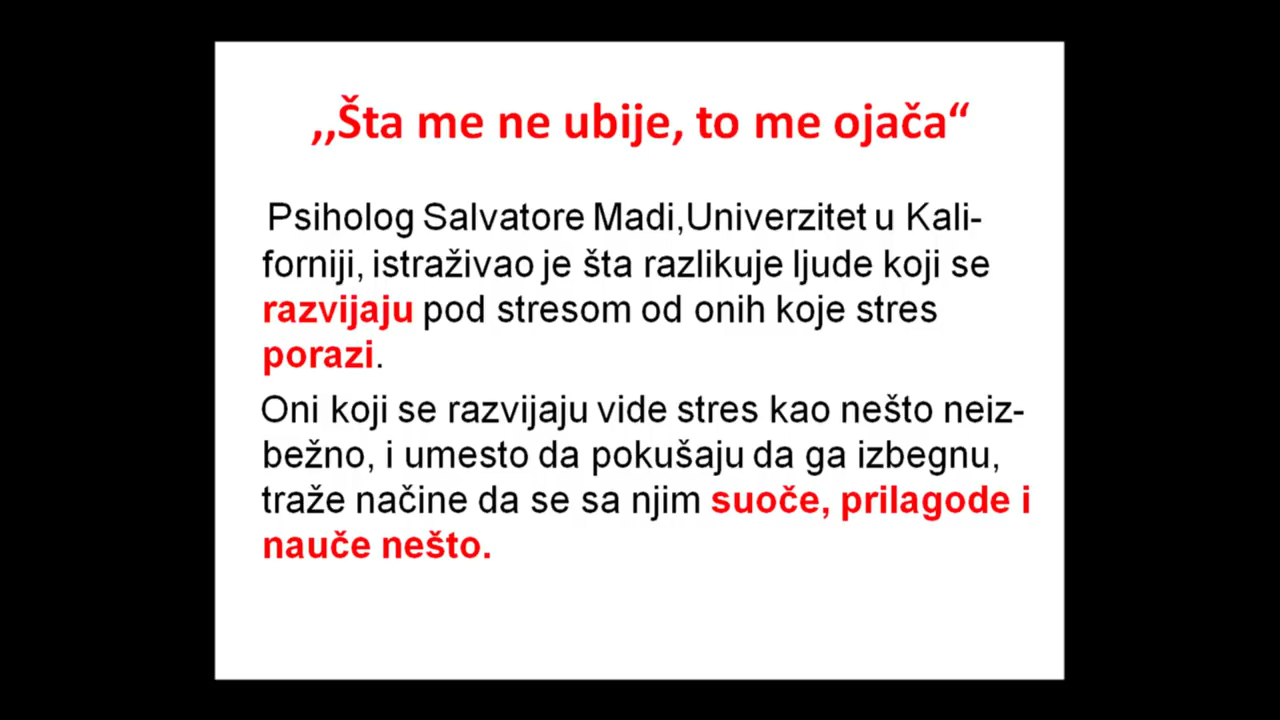 ,,Šta me ne ubije, to me ojača“
Psiholog Salvatore Madi,Univerzitet u Kali-
forniji, istraživao je šta razlikuje ljude koji se
razvijaju pod stresom od onih koje stres
porazi.
Oni koji se razvijaju vide stres kao nešto neiz-
bežno, i umesto da pokušaju da ga izbegnu,
traže načine da se sa njim suoče, prilagode i
nauče nešto.